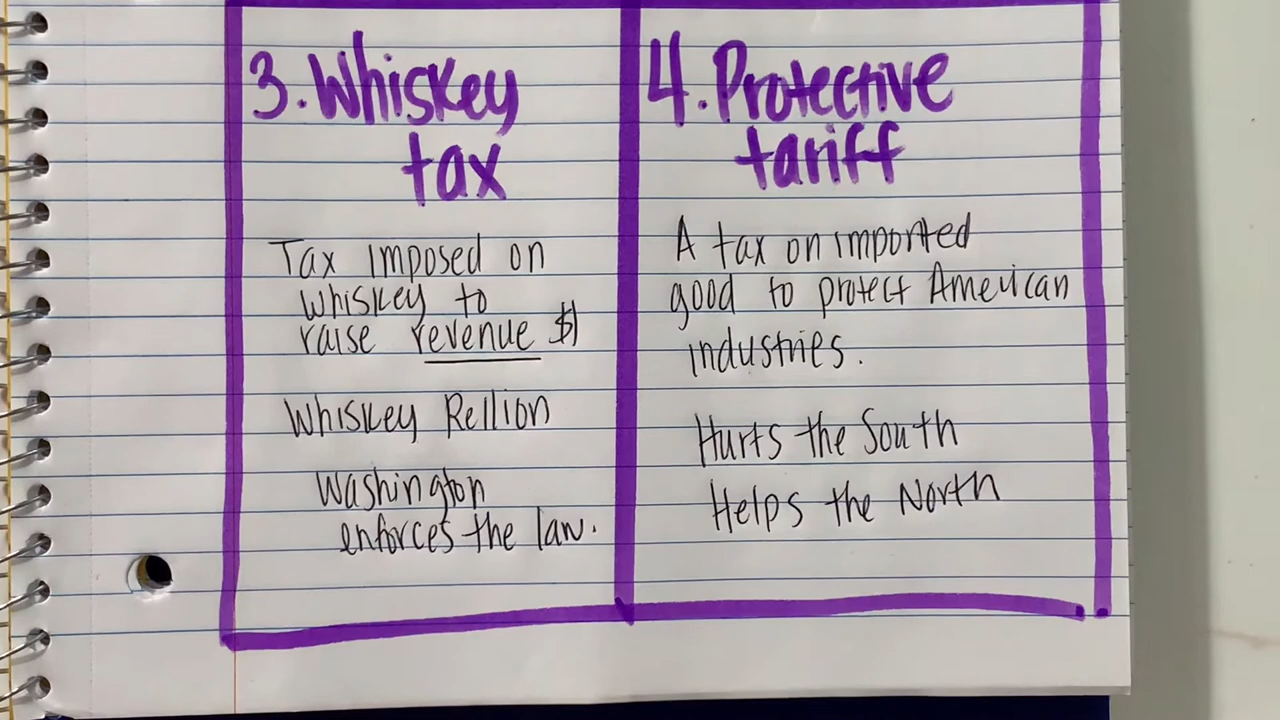 3. Whiskey
tax
Tax imposed on
whiskey to
raise revenue $
Whiskey Rellion
Washington
enforces the law.
4. Protective
tariff
A tax on imported
good to protect American
industries.
Hurts the South
Helps the North